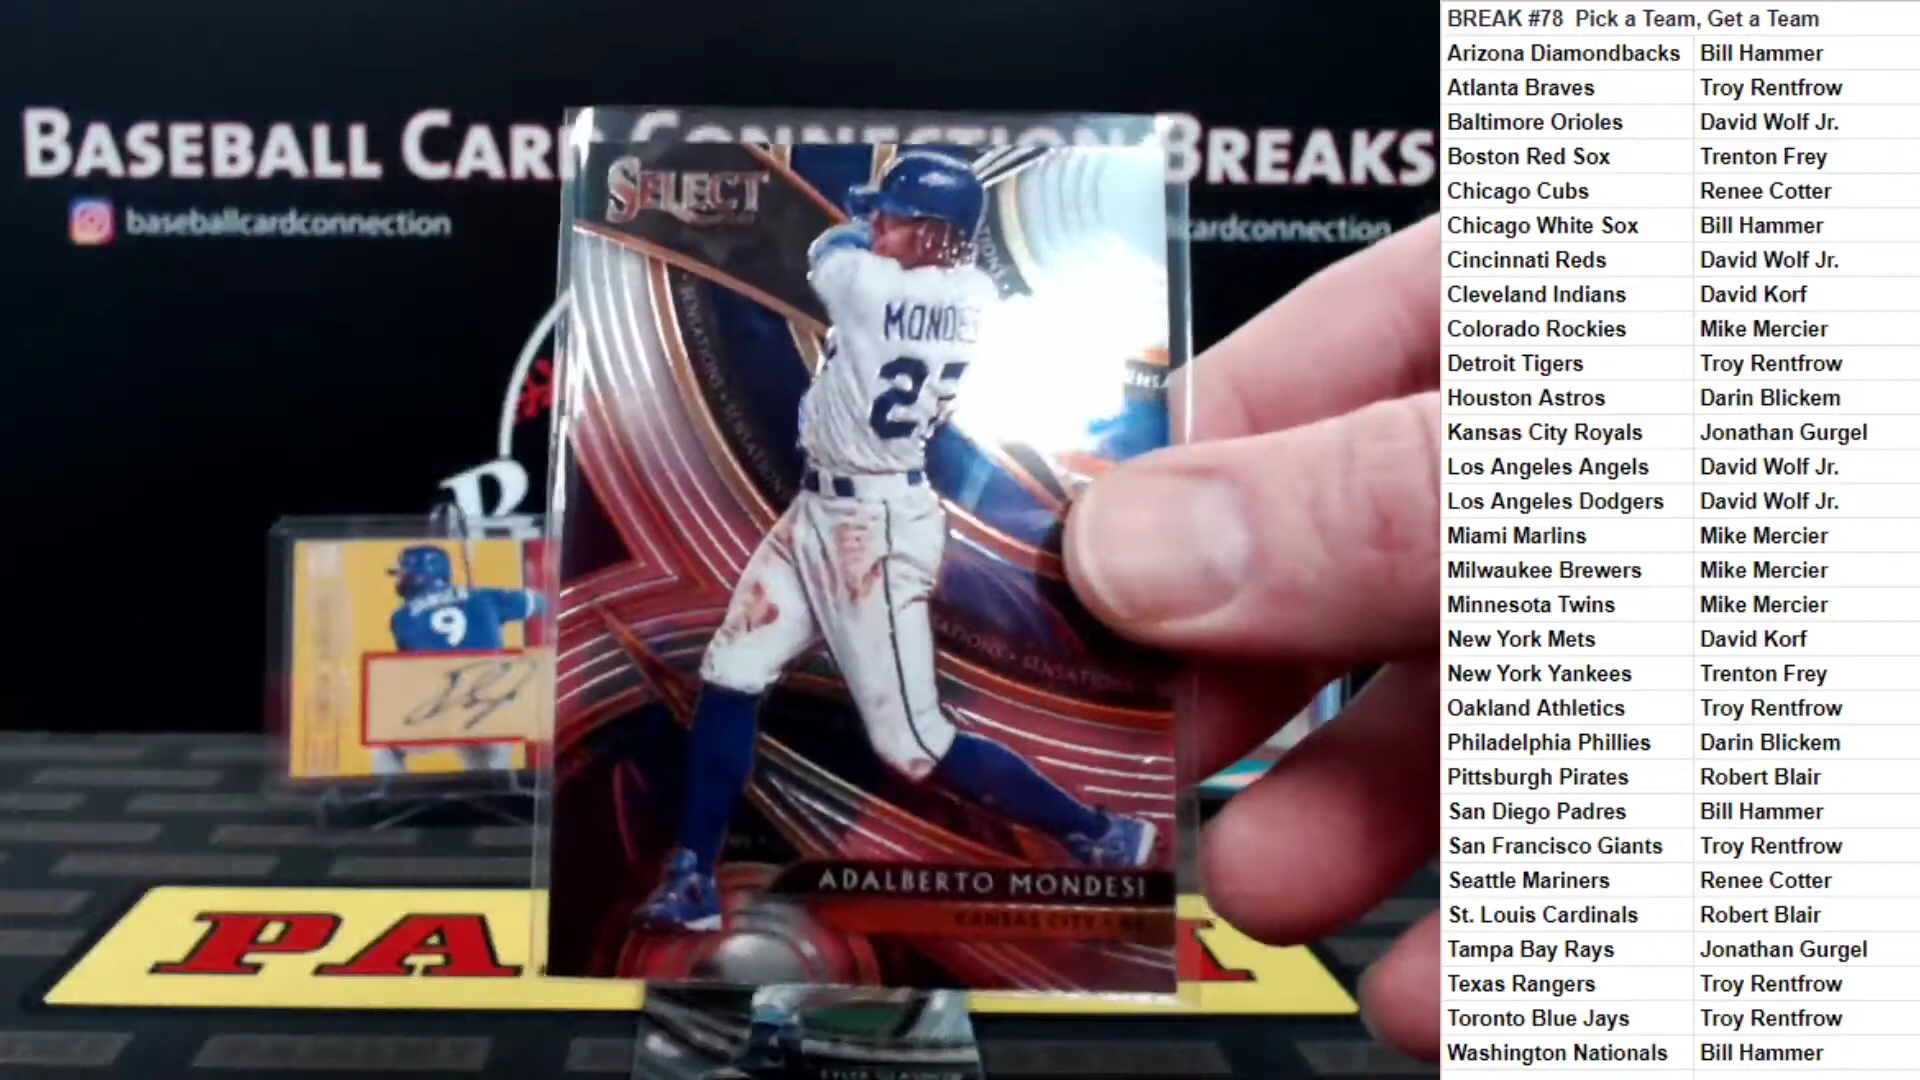 BASEBALL CARD CONNECTION BREAKS
baseballcardconnection
cardconnection
SELECT
MONDES
27
SENSATIONS • SENSATIONS
SENSATIONS
9
ADALBERTO MONDESI
KANSAS CITY
PA
BREAK #78 Pick a Team, Get a Team
Arizona Diamondbacks Bill Hammer
Atlanta Braves Troy Rentfrow
Baltimore Orioles David Wolf Jr.
Boston Red Sox Trenton Frey
Chicago Cubs Renee Cotter
Chicago White Sox Bill Hammer
Cincinnati Reds David Wolf Jr.
Cleveland Indians David Korf
Colorado Rockies Mike Mercier
Detroit Tigers Troy Rentfrow
Houston Astros Darin Blickem
Kansas City Royals Jonathan Gurgel
Los Angeles Angels David Wolf Jr.
Los Angeles Dodgers David Wolf Jr.
Miami Marlins Mike Mercier
Milwaukee Brewers Mike Mercier
Minnesota Twins Mike Mercier
New York Mets David Korf
New York Yankees Trenton Frey
Oakland Athletics Troy Rentfrow
Philadelphia Phillies Darin Blickem
Pittsburgh Pirates Robert Blair
San Diego Padres Bill Hammer
San Francisco Giants Troy Rentfrow
Seattle Mariners Renee Cotter
St. Louis Cardinals Robert Blair
Tampa Bay Rays Jonathan Gurgel
Texas Rangers Troy Rentfrow
Toronto Blue Jays Troy Rentfrow
Washington Nationals Bill Hammer